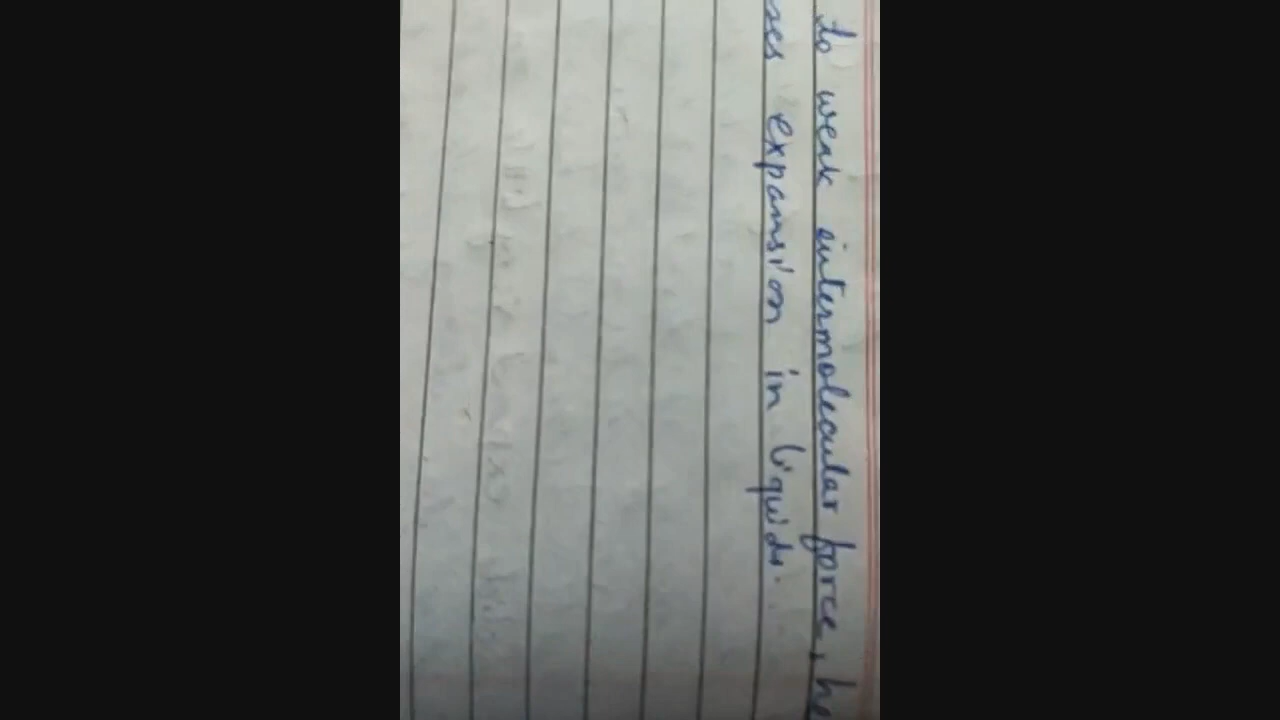 to weak intermolecular force, he
ses expansion in liquids.